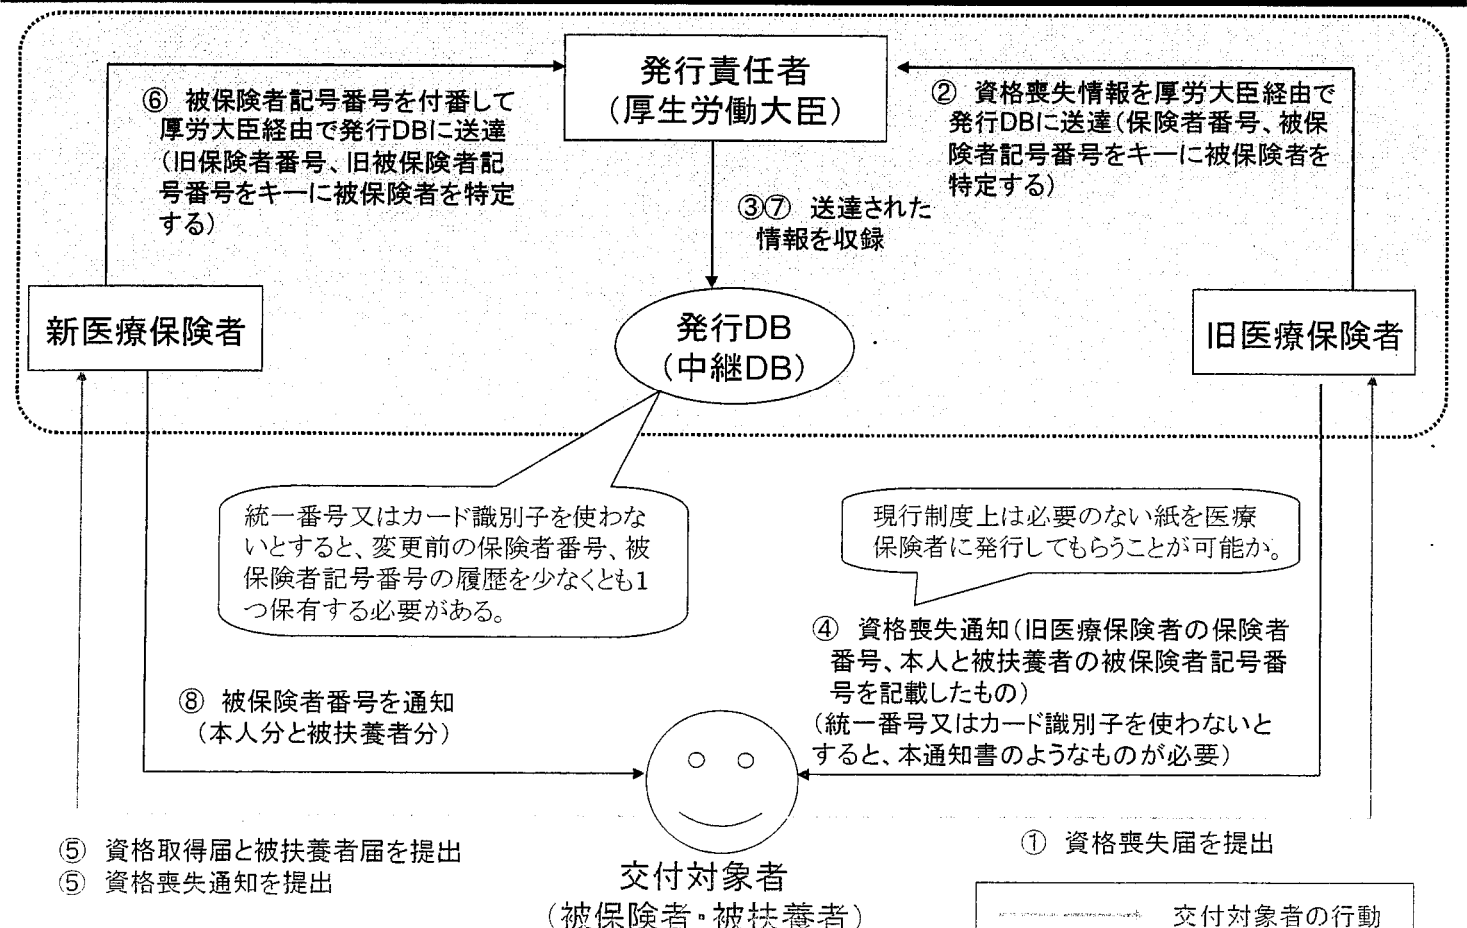 発行責任者
(厚生労働大臣)
⑥ 被保険者記号番号を付番して
厚労大臣経由で発行DBに送達
(旧保険者番号、旧被保険者記
号番号をキーに被保険者を特定
する)
② 資格喪失情報を厚労大臣経由で
発行DBに送達(保険者番号、被保
険者記号番号をキーに被保険者を
特定する)
③⑦ 送達された
情報を収録
新医療保険者
発行DB
(中継DB)
旧医療保険者
統一番号又はカード識別子を使わな
いとすると、変更前の保険者番号、被
保険者記号番号の履歴を少なくとも1
つ保有する必要がある。
現行制度上は必要のない紙を医療
保険者に発行してもらうことが可能か。
④ 資格喪失通知(旧医療保険者の保険者
番号、本人と被扶養者の被保険者記号番
号を記載したもの)
(統一番号又はカード識別子を使わないと
すると、本通知書のようなものが必要)
⑧ 被保険者番号を通知
(本人分と被扶養者分)
⑤ 資格取得届と被扶養者届を提出
⑤ 資格喪失通知を提出
① 資格喪失届を提出
交付対象者
(被保険者・被扶養者)
交付対象者の行動